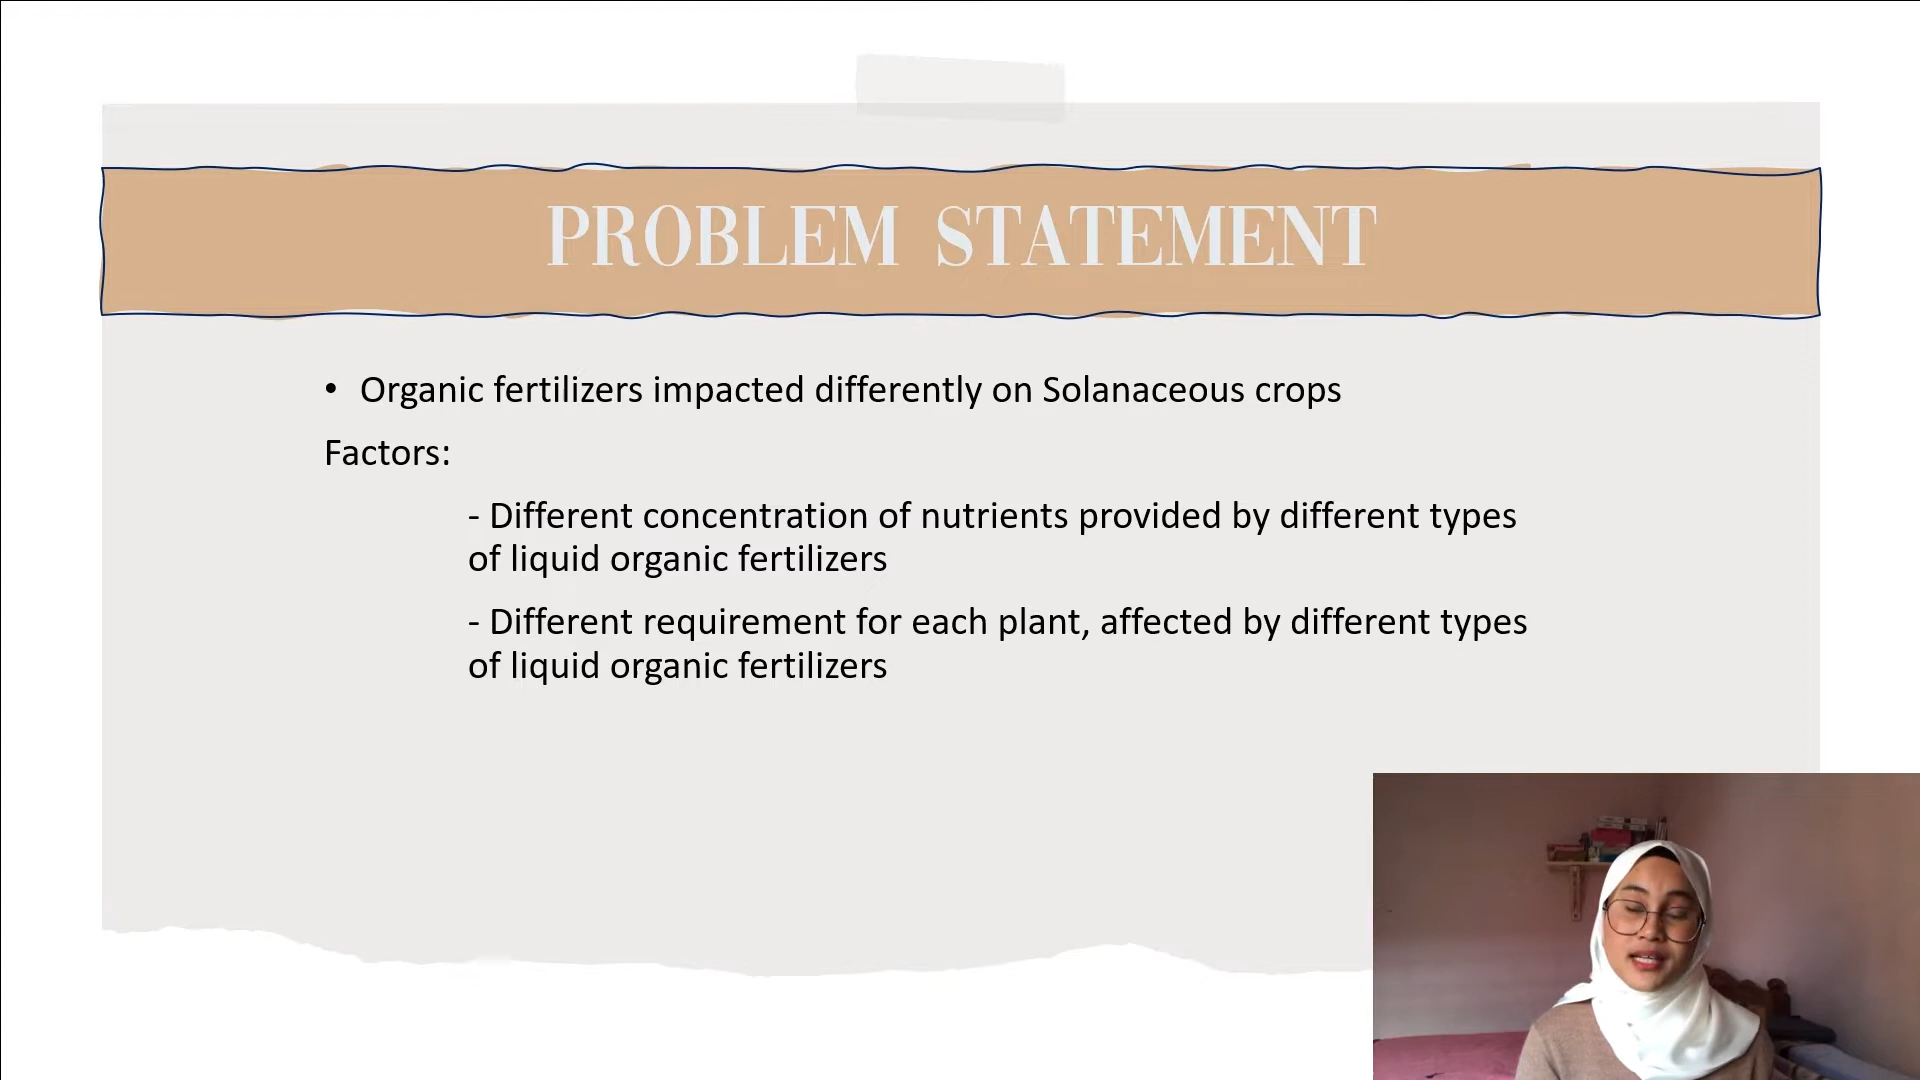 PROBLEM STATEMENT
• Organic fertilizers impacted differently on Solanaceous crops
Factors:
- Different concentration of nutrients provided by different types
of liquid organic fertilizers
- Different requirement for each plant, affected by different types
of liquid organic fertilizers